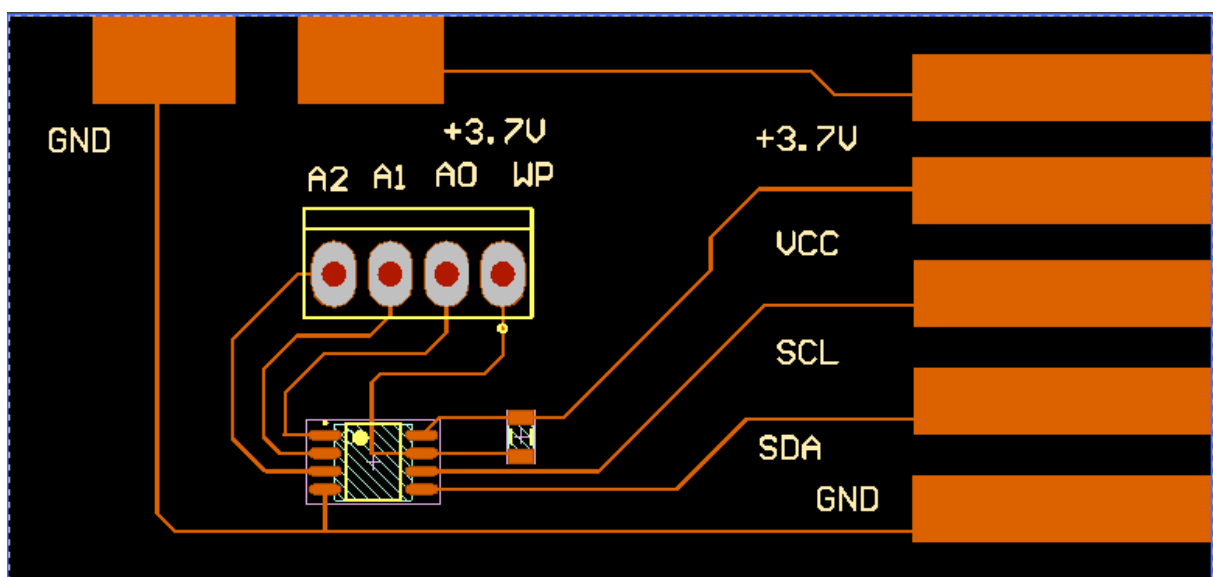 GND
+3.7V
A2 A1 A0 WP
+3.7V
VCC
SCL
SDA
GND